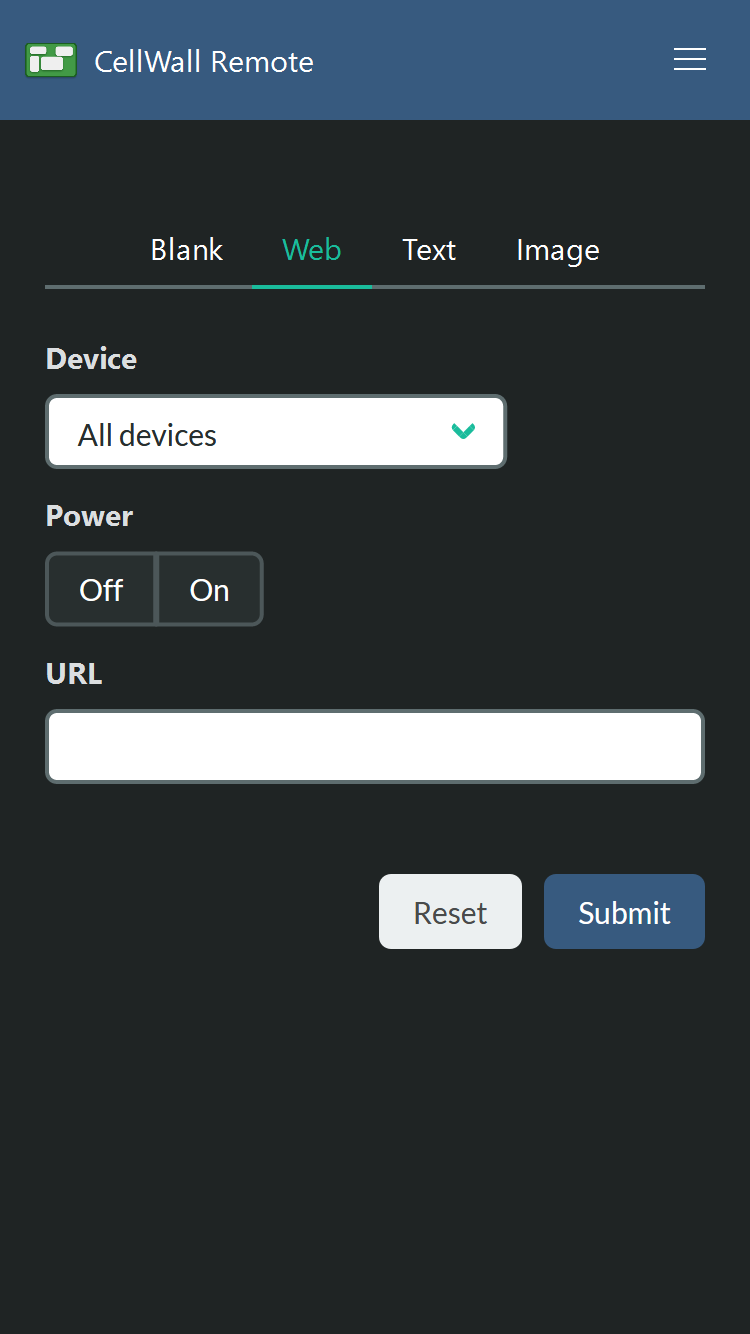 CellWall Remote
Blank Web Text Image
Device
All devices
Power
Off On
URL
Reset Submit